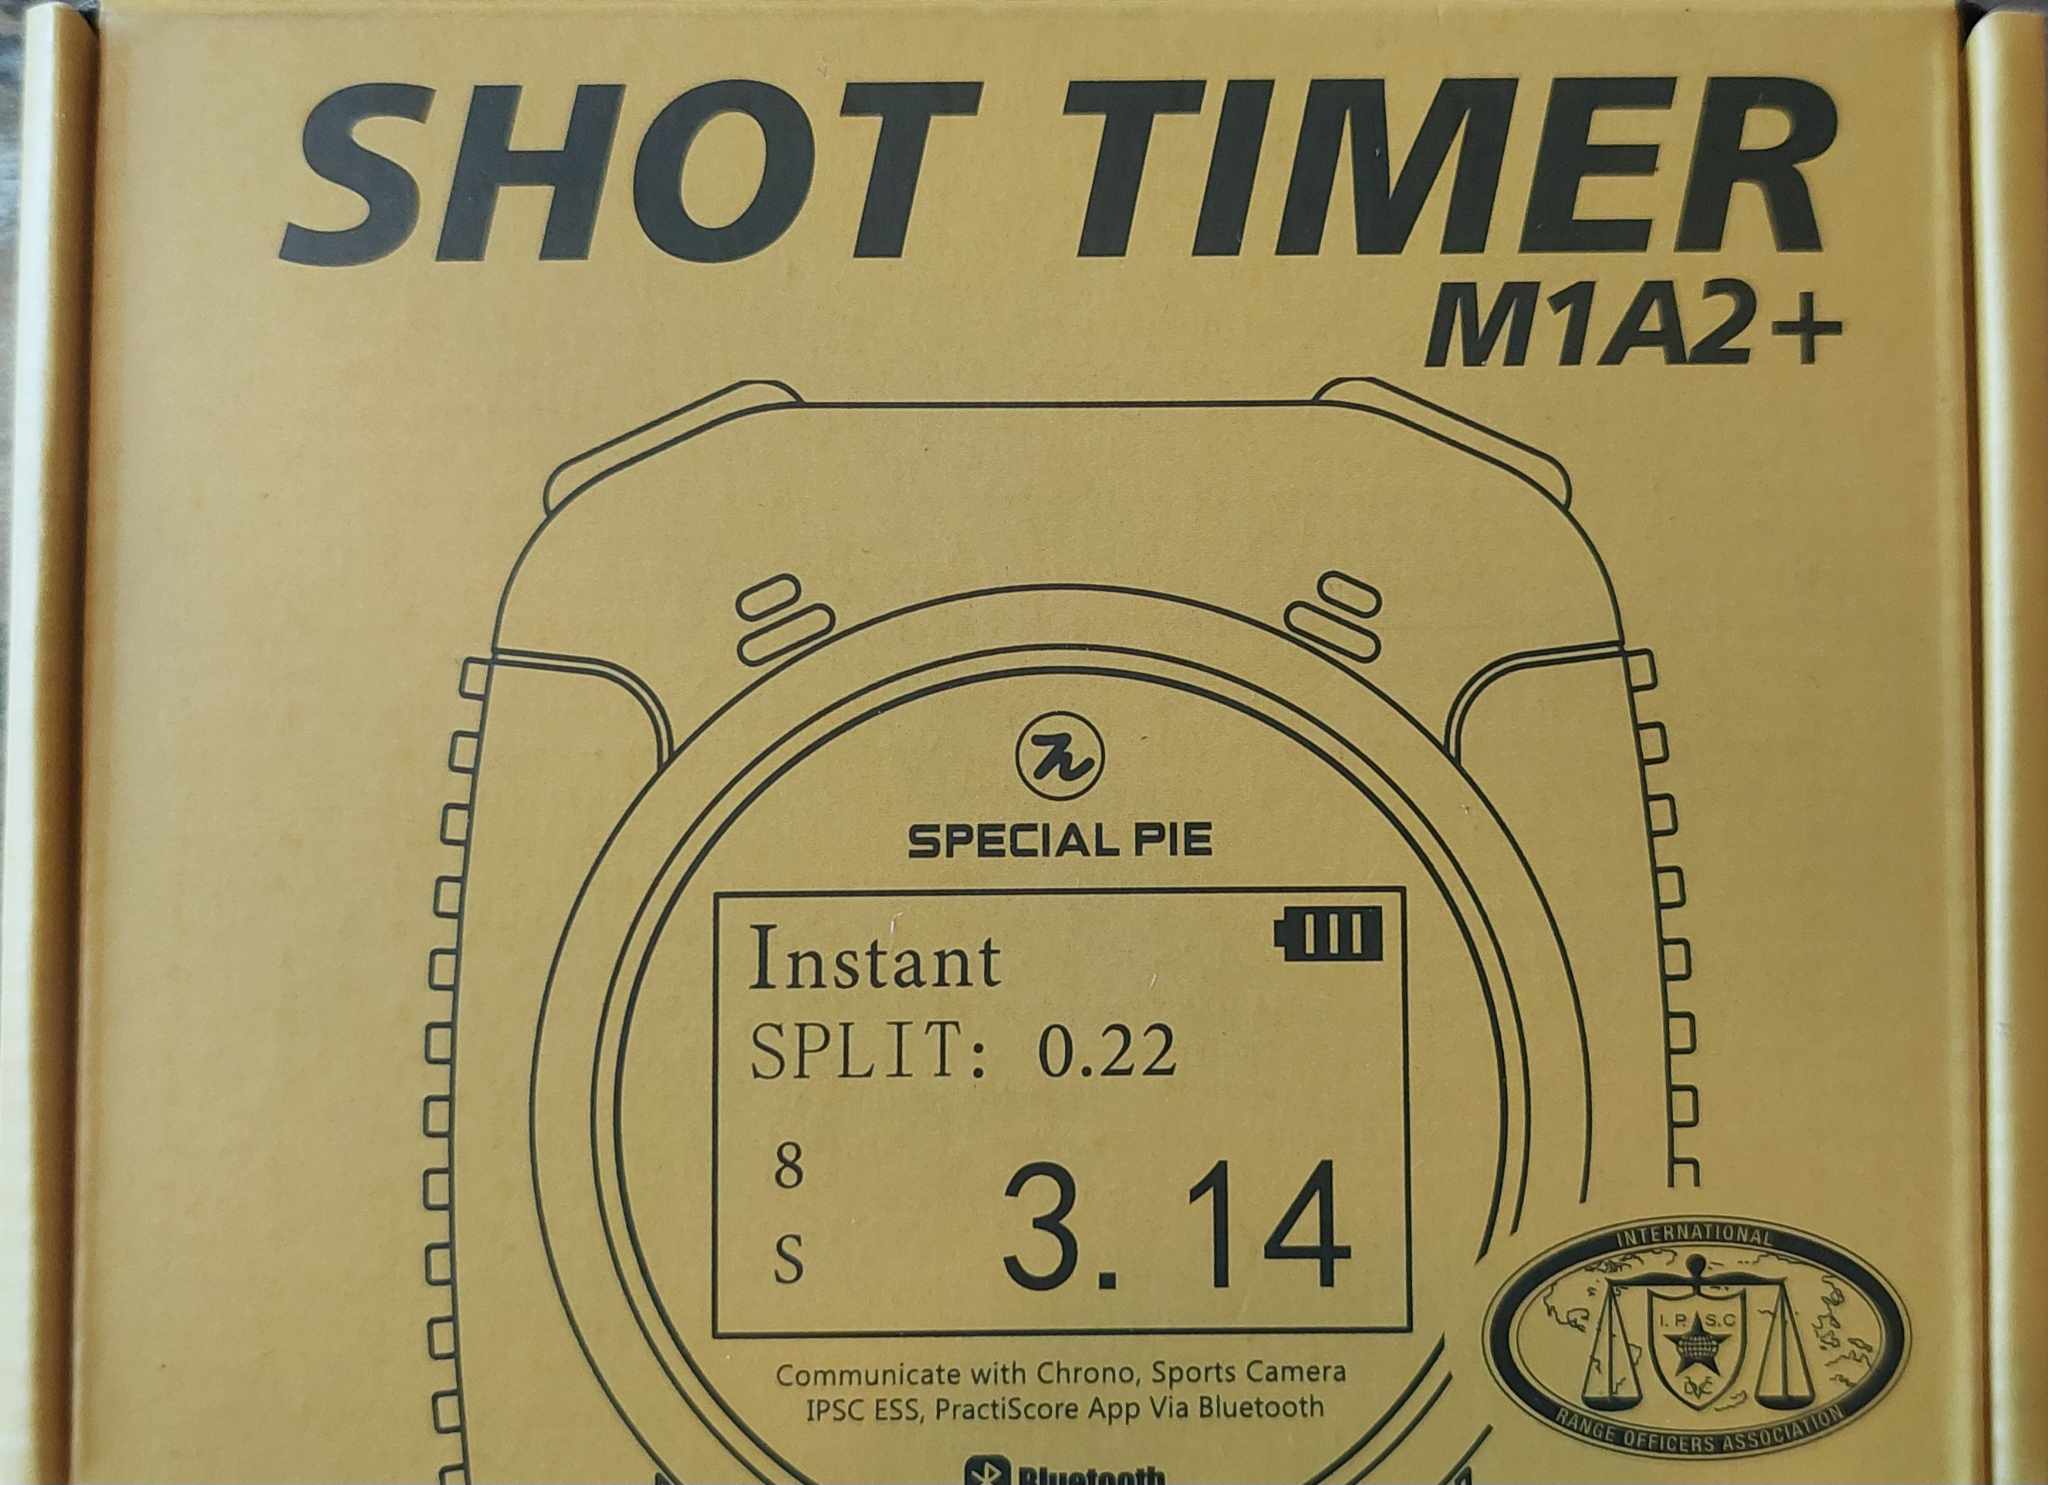 SHOT TIMER
M1A2+
SPECIAL PIE
Instant
SPLIT: 0.22
8
S
3.14
Communicate with Chrono, Sports Camera
IPSC ESS, PractiScore App Via Bluetooth
Bluetooth
INTERNATIONAL
I.P.S.C
RANGE OFFICERS ASSOCIATION